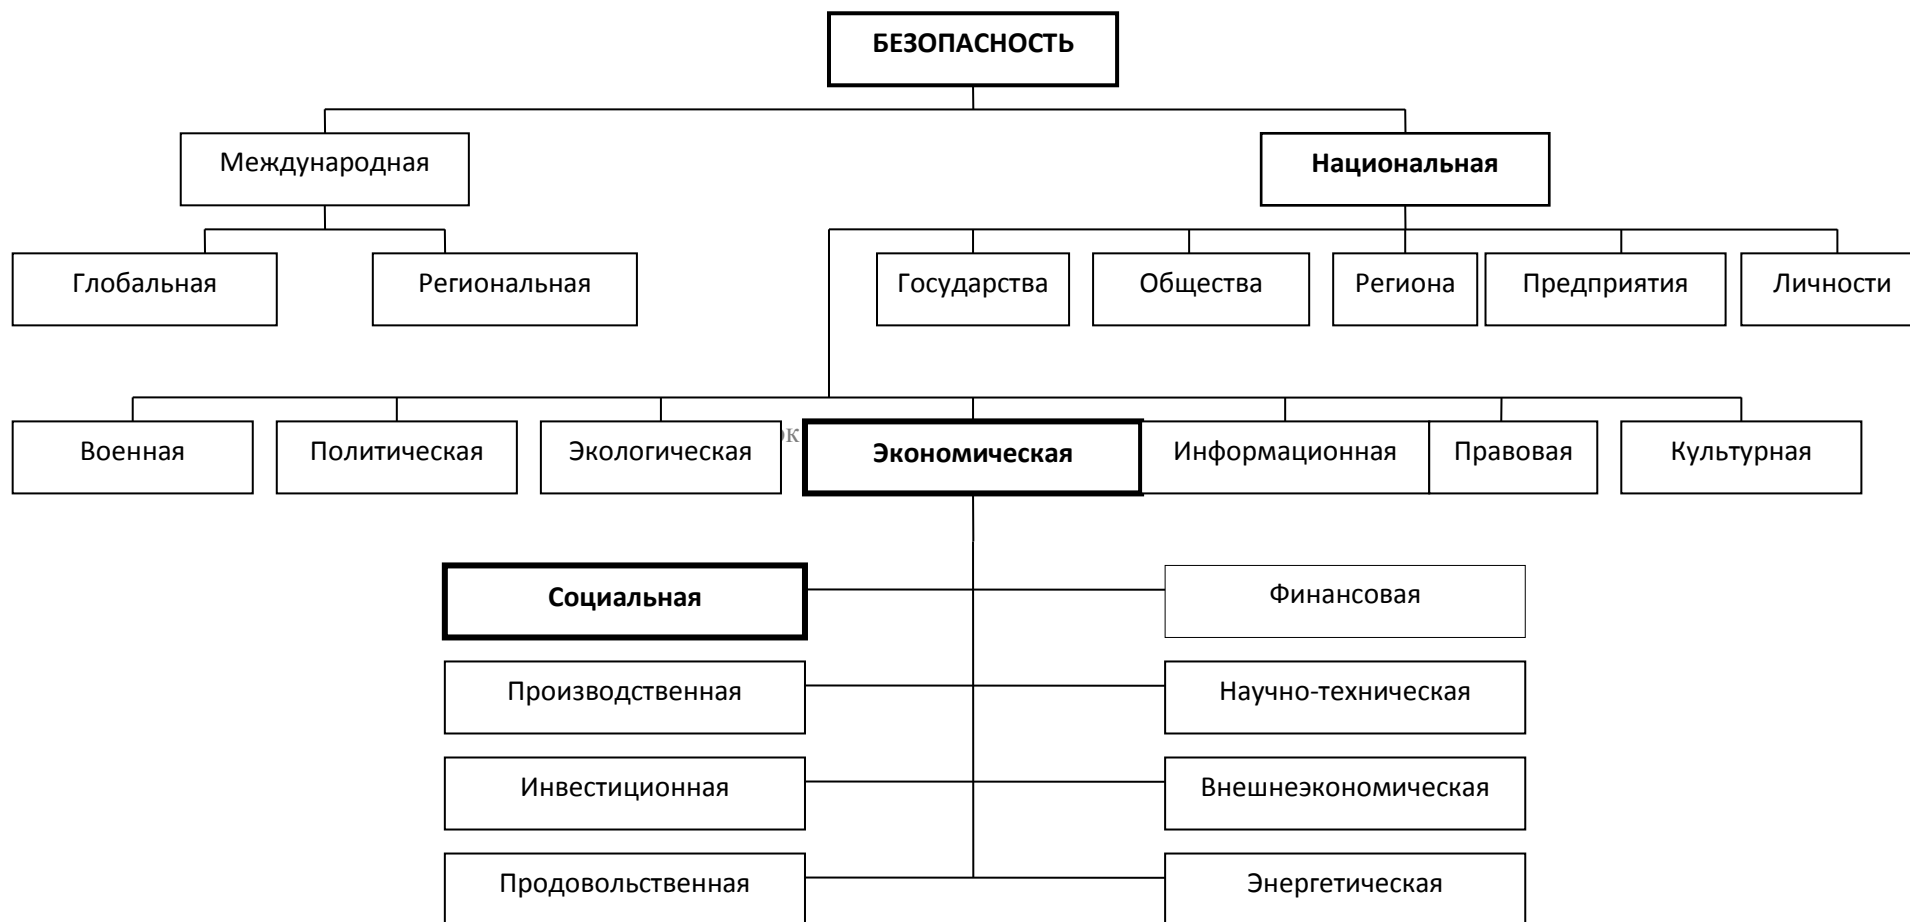 БЕЗОПАСНОСТЬ
Международная
Национальная
Глобальная
Региональная
Государства
Общества
Региона
Предприятия
Личности
Военная
Политическая
Экологическая
ок
Экономическая
Информационная
Правовая
Культурная
Социальная
Финансовая
Производственная
Научно-техническая
Инвестиционная
Внешнеэкономическая
Продовольственная
Энергетическая